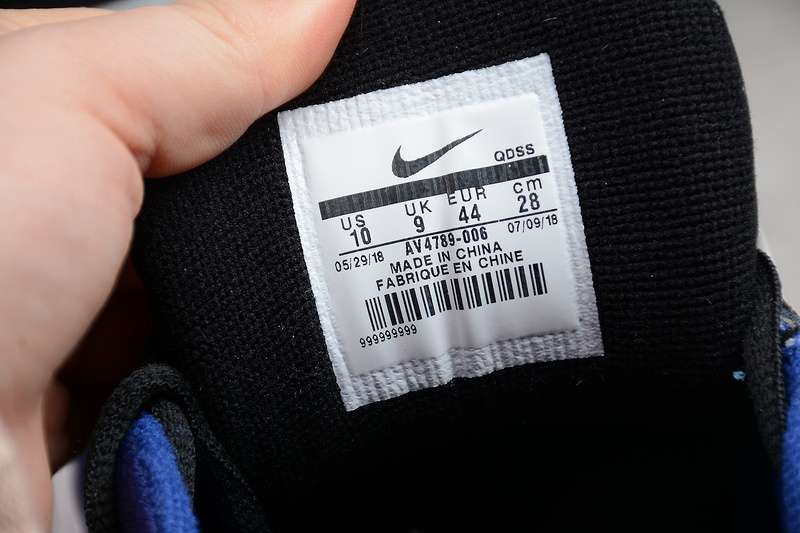 QDSS
US UK EUR cm
10 9 44 28
AV4789-006
05/29/18 07/09/18
MADE IN CHINA
FABRIQUE EN CHINE
999999999